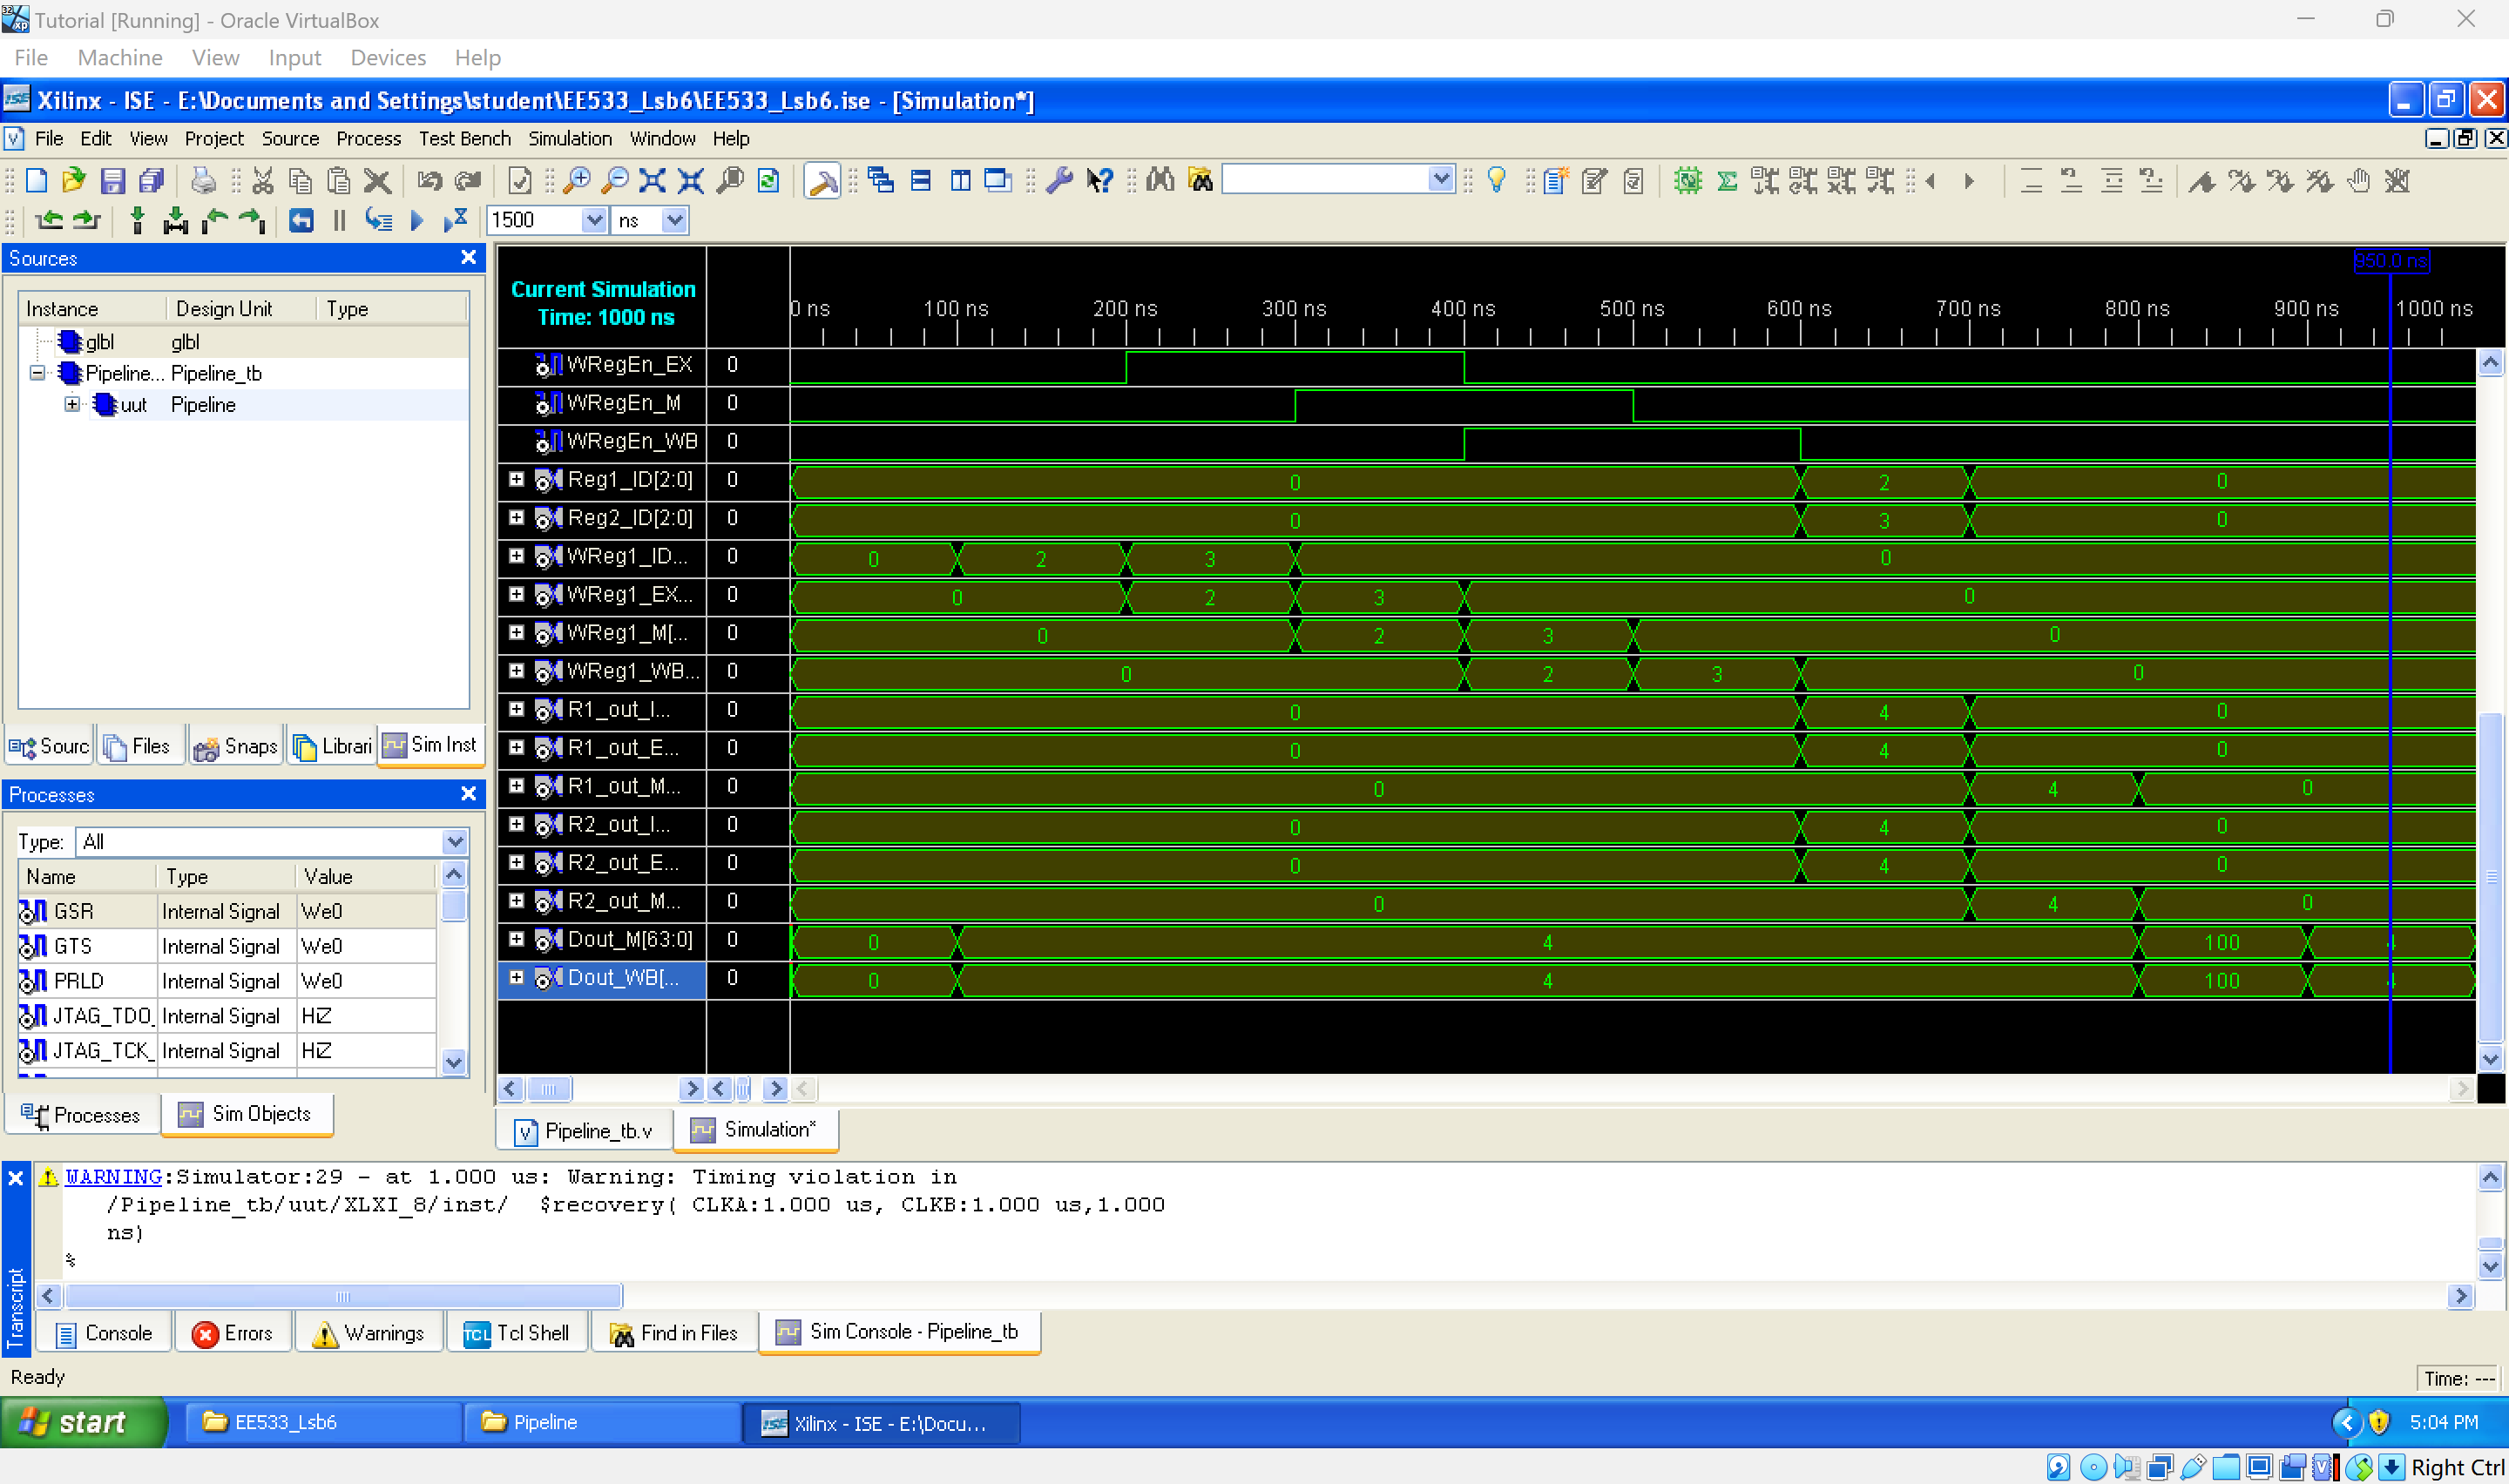 Tutorial [Running] - Oracle VirtualBox
File Machine View Input Devices Help
Xilinx - ISE - E:\Documents and Settings\student\EE533_Lsb6\EE533_Lsb6.ise - [Simulation*]
File Edit View Project Source Process Test Bench Simulation Window Help
1500 ns
Sources
Instance Design Unit Type
glbl glbl
Pipeline... Pipeline_tb
uut Pipeline
Sourc Files Snaps Librari Sim Inst
Processes
Type: All
Name Type Value
GSR Internal Signal We0
GTS Internal Signal We0
PRLD Internal Signal We0
JTAG_TDO_ Internal Signal HiZ
JTAG_TCK_ Internal Signal HiZ
Processes Sim Objects
950.0 ns
Current Simulation
Time: 1000 ns
0 ns 100 ns 200 ns 300 ns 400 ns 500 ns 600 ns 700 ns 800 ns 900 ns 1000 ns
WRegEn_EX 0
WRegEn_M 0
WRegEn_WB 0
Reg1_ID[2:0] 0 0 2 0
Reg2_ID[2:0] 0 0 3 0
WReg1_ID... 0 0 2 3 0
WReg1_EX... 0 0 2 3 0
WReg1_M[... 0 0 2 3 0
WReg1_WB... 0 0 2 3 0
R1_out_I... 0 0 4 0
R1_out_E... 0 0 4 0
R1_out_M... 0 0 4 0
R2_out_I... 0 0 4 0
R2_out_E... 0 0 4 0
R2_out_M... 0 0 4 0
Dout_M[63:0] 0 0 4 100 4
Dout_WB[... 0 0 4 100 4
Pipeline_tb.v Simulation*
WARNING:Simulator:29 - at 1.000 us: Warning: Timing violation in
/Pipeline_tb/uut/XLXI_8/inst/ $recovery( CLKA:1.000 us, CLKB:1.000 us,1.000
ns)
%
Transcript
Console Errors Warnings Tcl Shell Find in Files Sim Console - Pipeline_tb
Ready
Time: ---
start EE533_Lsb6 Pipeline Xilinx - ISE - E:\Docu... 5:04 PM
Right Ctrl